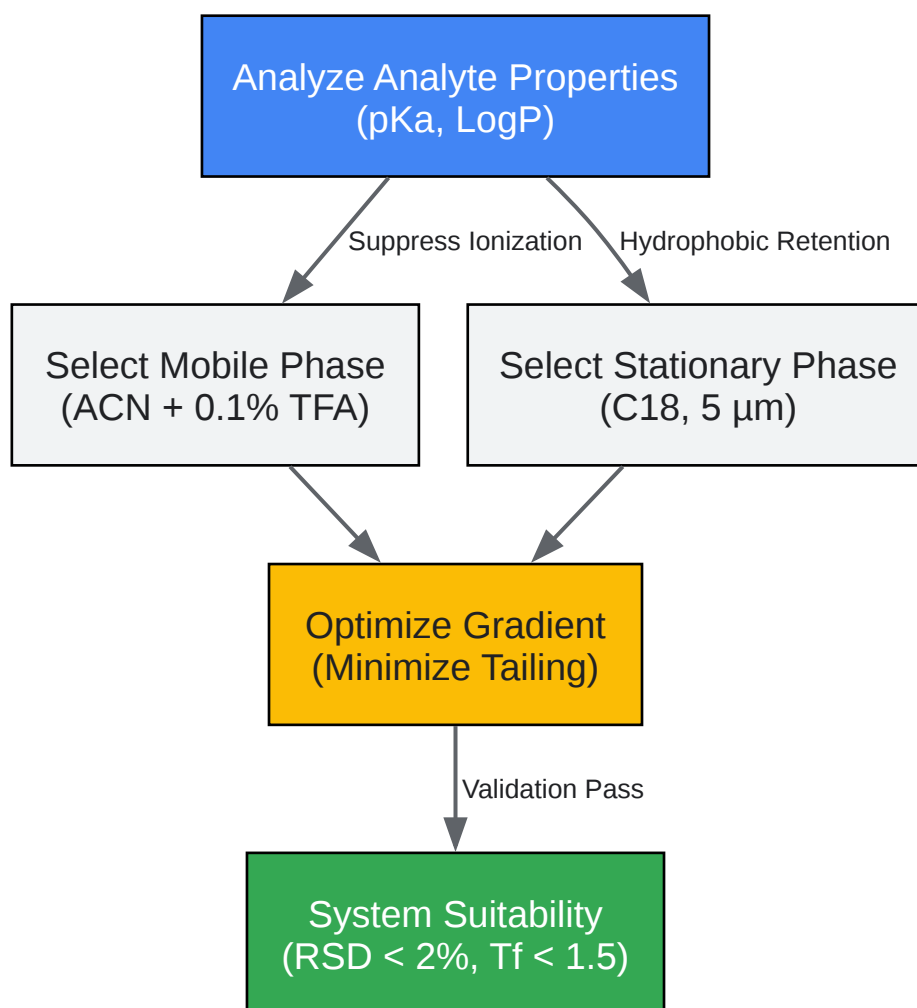 Analyze Analyte Properties
(pKa, LogP)
Suppress Ionization
Hydrophobic Retention
Select Mobile Phase
(ACN + 0.1% TFA)
Select Stationary Phase
(C18, 5 µm)
Optimize Gradient
(Minimize Tailing)
Validation Pass
System Suitability
(RSD < 2%, Tf < 1.5)